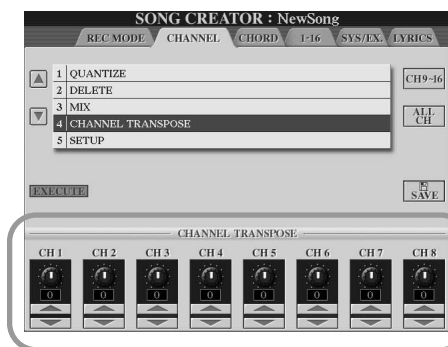 SONG CREATOR : NewSong
REC MODE CHANNEL CHORD 1-16 SYS/EX. LYRICS
1 QUANTIZE
2 DELETE
3 MIX
4 CHANNEL TRANSPOSE
5 SETUP
CH9~16
ALL CH
EXECUTE
SAVE
CHANNEL TRANSPOSE
CH 1 CH 2 CH 3 CH 4 CH 5 CH 6 CH 7 CH 8
0 0 0 0 0 0 0 0